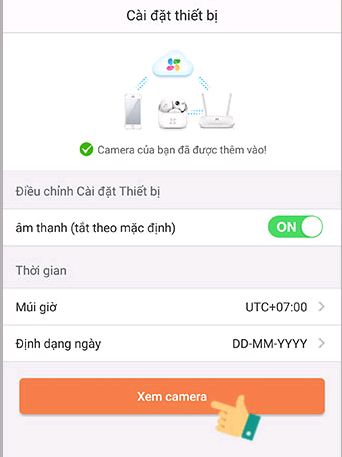 Cài đặt thiết bị
Camera của bạn đã được thêm vào!
Điều chỉnh Cài đặt Thiết bị
âm thanh (tắt theo mặc định)
ON
Thời gian
Múi giờ UTC+07:00
Định dạng ngày DD-MM-YYYY
Xem camera